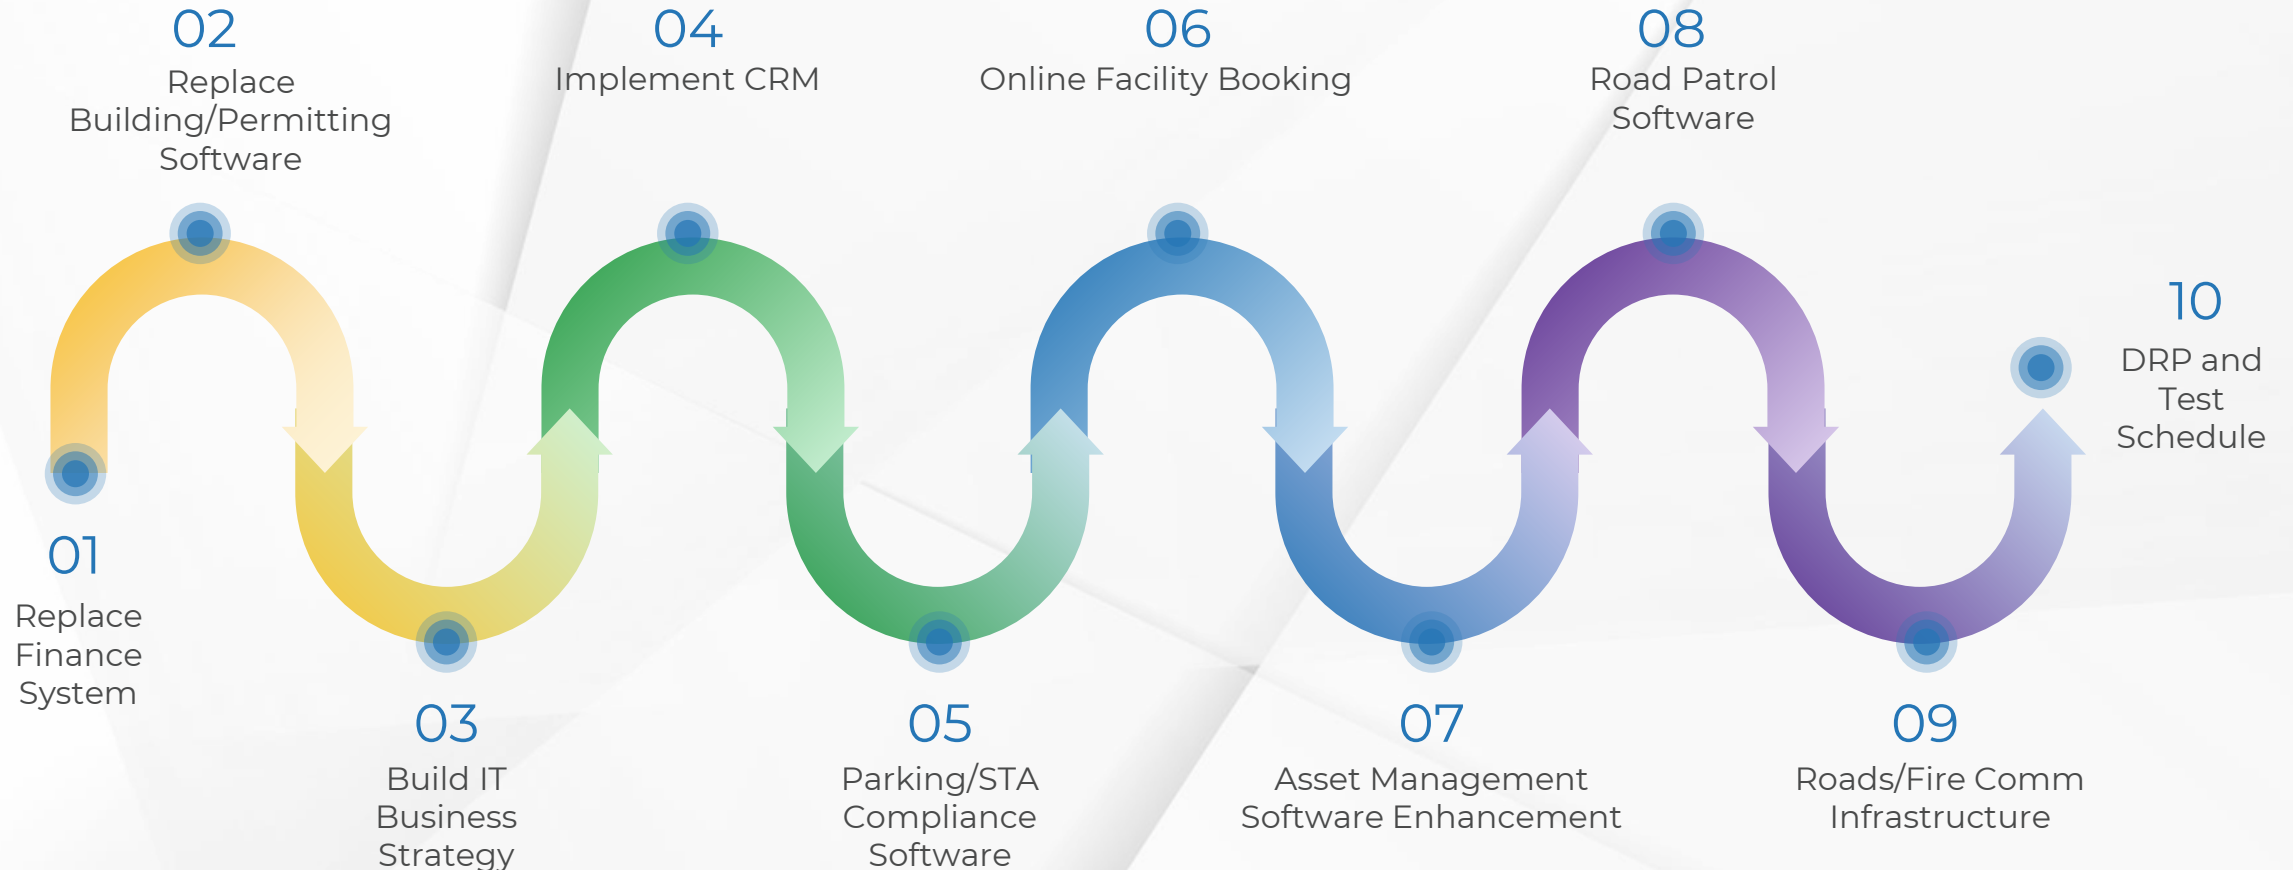 01
Replace
Finance
System
02
Replace
Building/Permitting
Software
03
Build IT
Business
Strategy
04
Implement CRM
05
Parking/STA
Compliance
Software
06
Online Facility Booking
07
Asset Management
Software Enhancement
08
Road Patrol
Software
09
Roads/Fire Comm
Infrastructure
10
DRP and
Test
Schedule